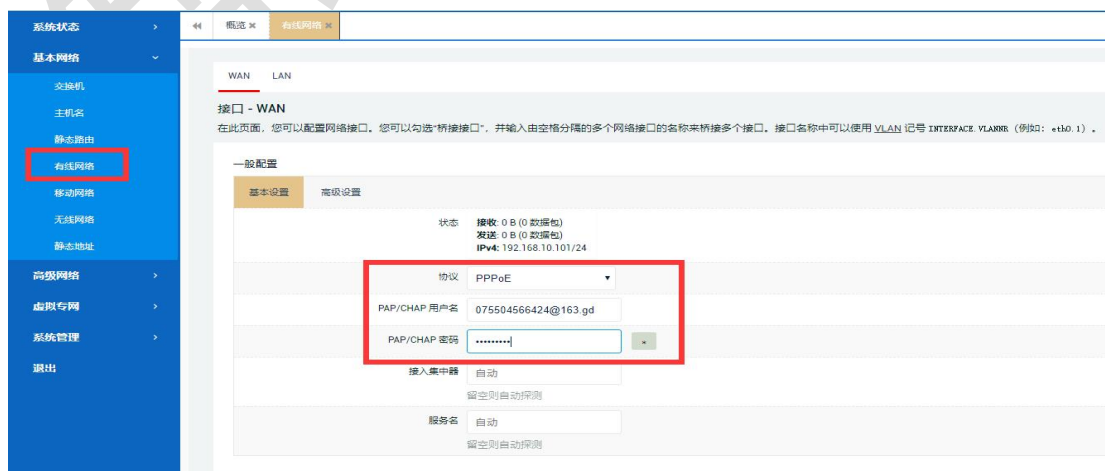 系统状态
基本网络
交换机
主机名
静态路由
有线网络
移动网络
无线网络
静态地址
高级网络
虚拟专网
系统管理
退出
概览 有线网络
WAN LAN
接口 - WAN
在此页面，您可以配置网络接口。您可以勾选“桥接接口”，并输入由空格分隔的多个网络接口的名称来桥接多个接口。接口名称中可以使用 VLAN 记号 INTERFACE.VLANNR（例如：eth0.1）。
一般配置
基本设置 高级设置
状态 接收: 0 B (0 数据包)
发送: 0 B (0 数据包)
IPv4: 192.168.10.101/24
协议 PPPoE
PAP/CHAP 用户名 075504566424@163.gd
PAP/CHAP 密码 •••••••••
*
接入集中器 自动
留空则自动探测
服务名 自动
留空则自动探测